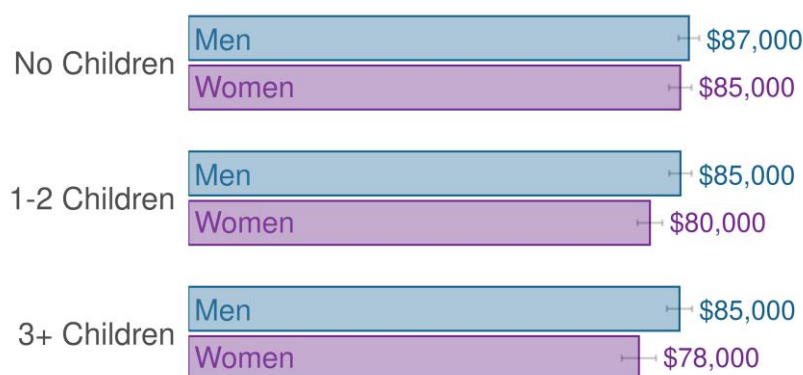 No Children
Men $87,000
Women $85,000
1-2 Children
Men $85,000
Women $80,000
3+ Children
Men $85,000
Women $78,000